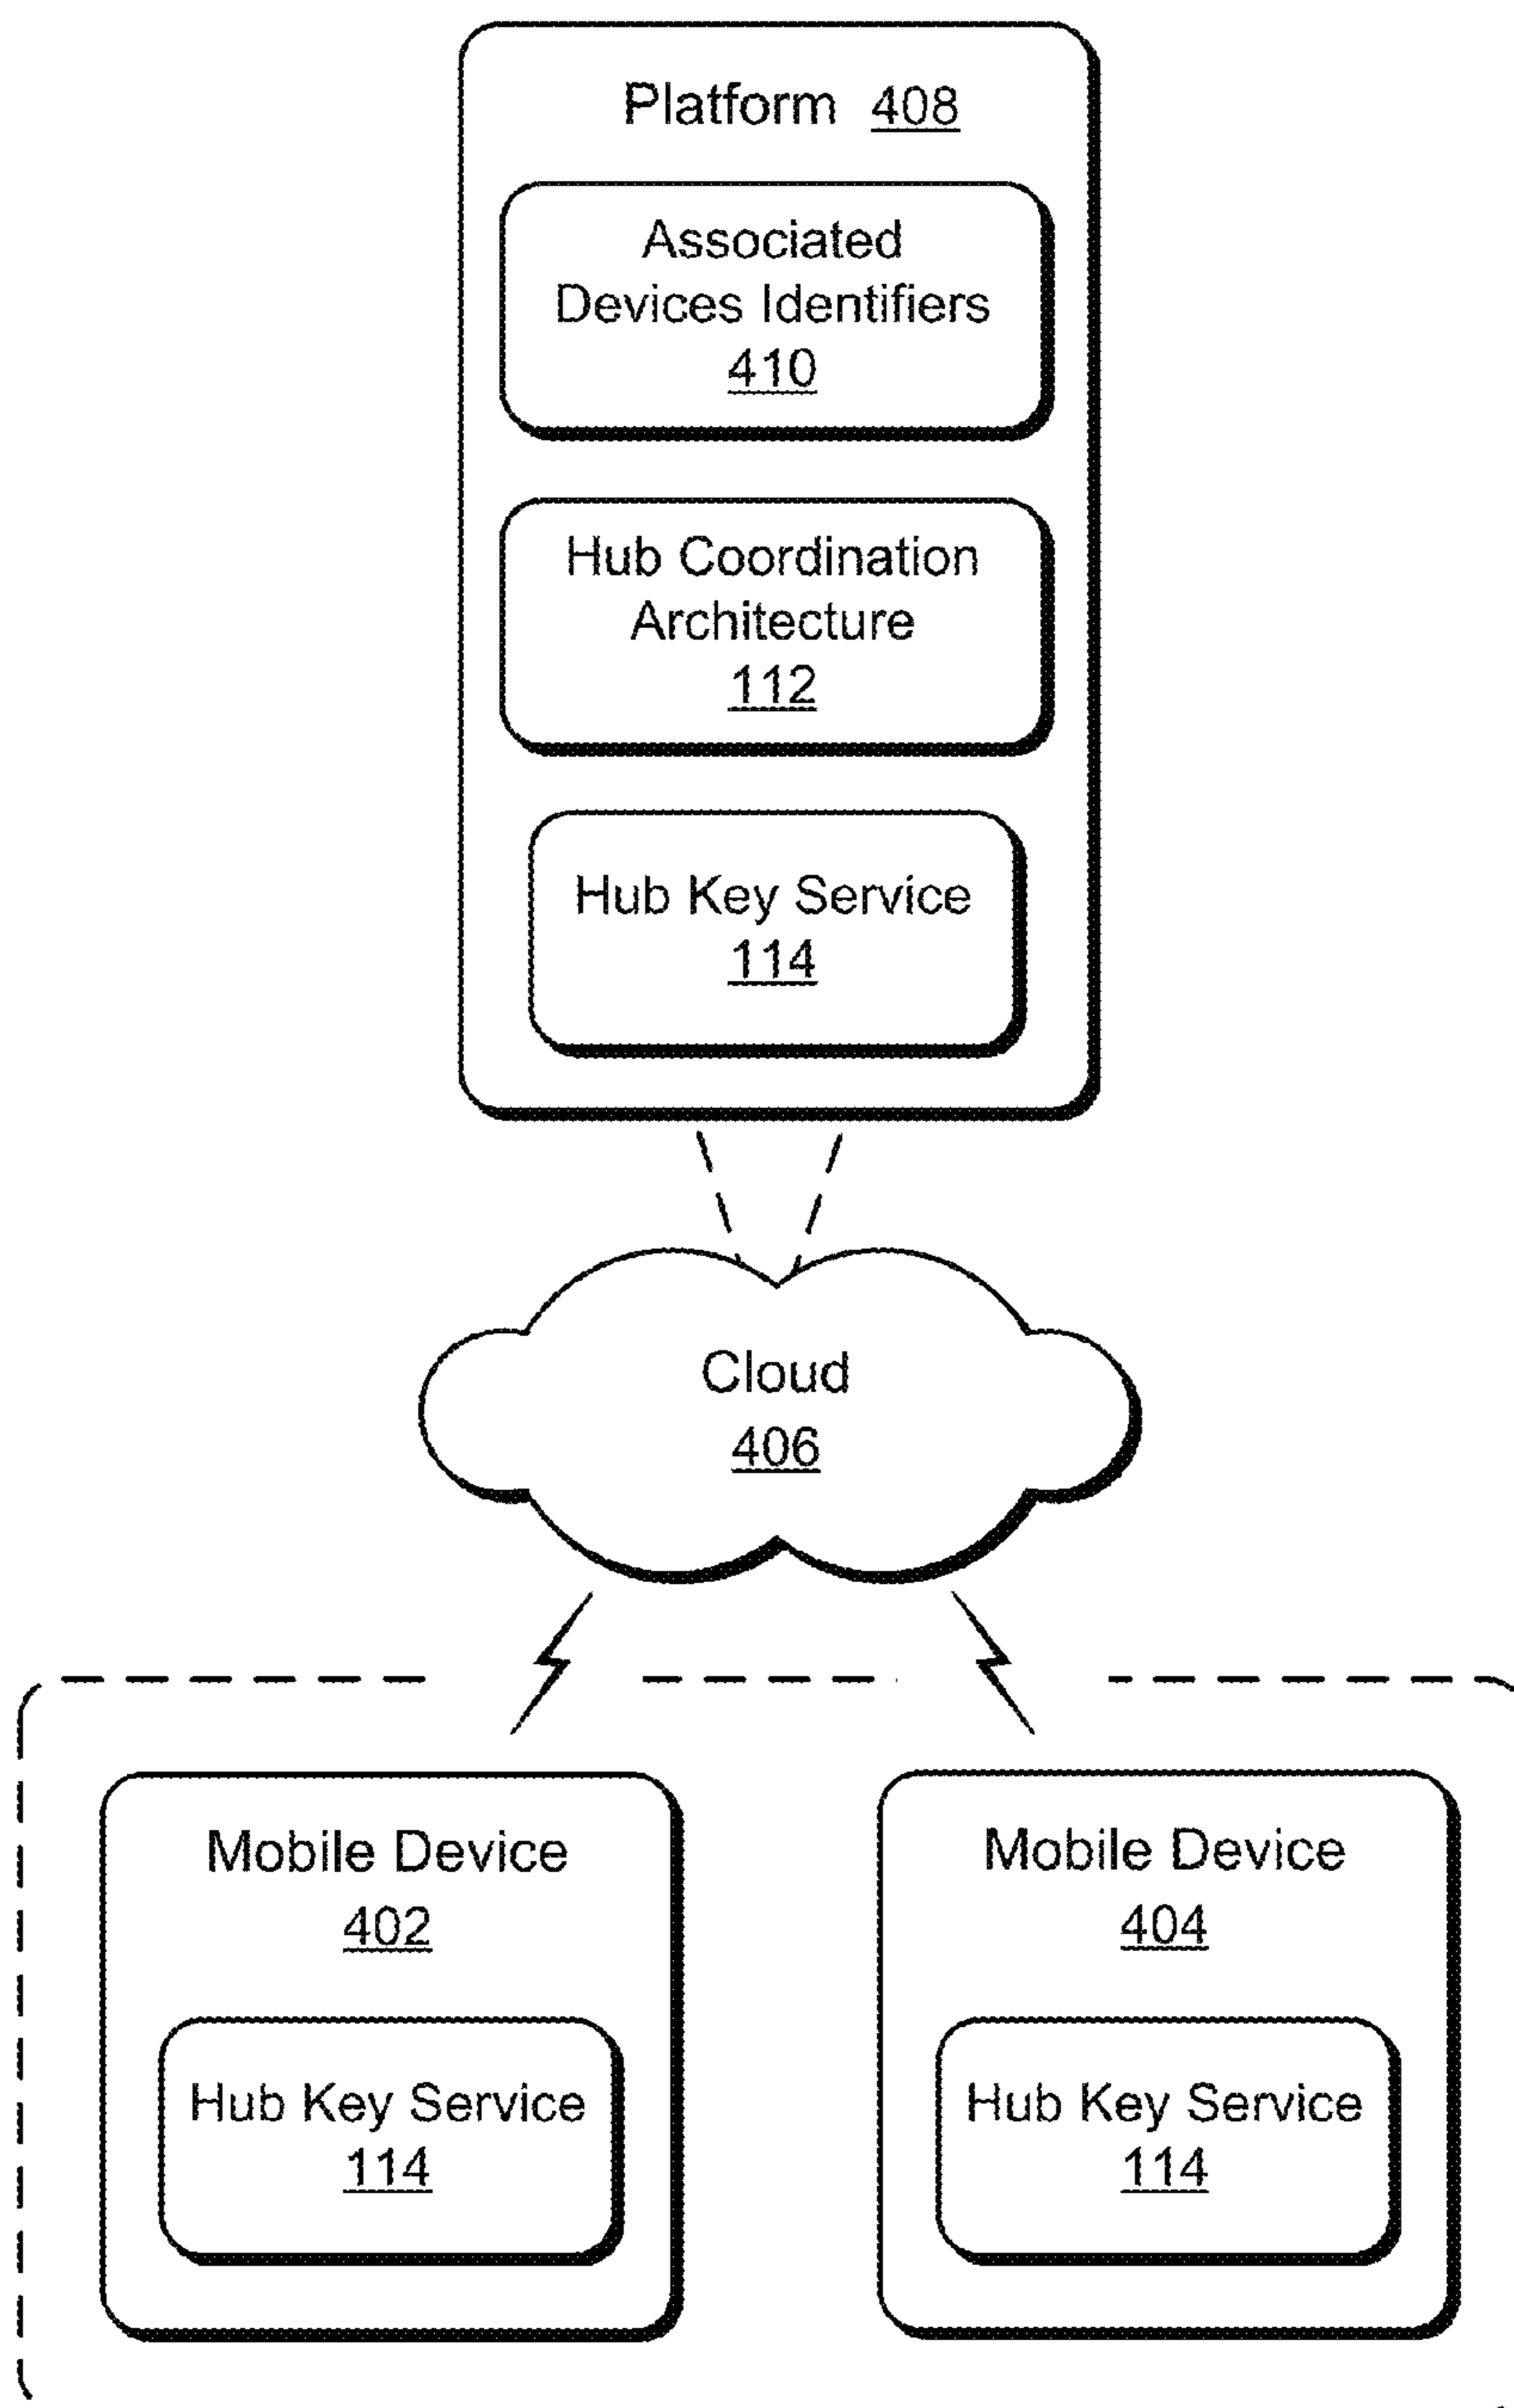 Platform 408
Associated
Devices Identifiers
410
Hub Coordination
Architecture
112
Hub Key Service
114
Cloud
406
Mobile Device
402
Hub Key Service
114
Mobile Device
404
Hub Key Service
114